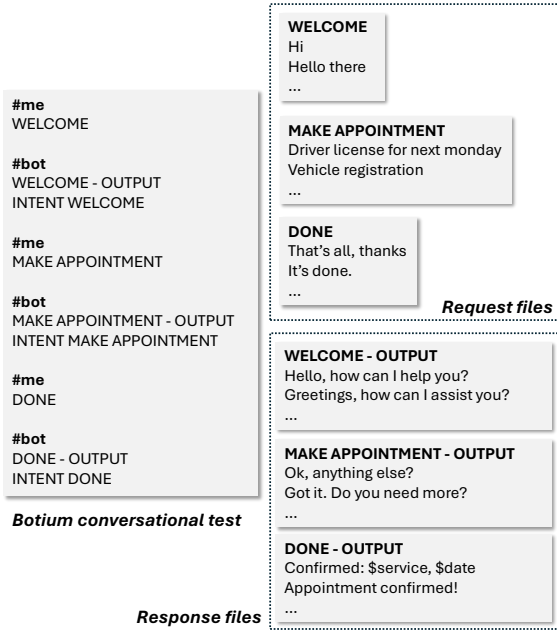 #me
WELCOME
#bot
WELCOME - OUTPUT
INTENT WELCOME
#me
MAKE APPOINTMENT
#bot
MAKE APPOINTMENT - OUTPUT
INTENT MAKE APPOINTMENT
#me
DONE
#bot
DONE - OUTPUT
INTENT DONE
Botium conversational test
WELCOME
Hi
Hello there
...
MAKE APPOINTMENT
Driver license for next monday
Vehicle registration
...
DONE
That's all, thanks
It's done.
...
Request files
WELCOME - OUTPUT
Hello, how can I help you?
Greetings, how can I assist you?
...
MAKE APPOINTMENT - OUTPUT
Ok, anything else?
Got it. Do you need more?
...
DONE - OUTPUT
Confirmed: $service, $date
Appointment confirmed!
...
Response files